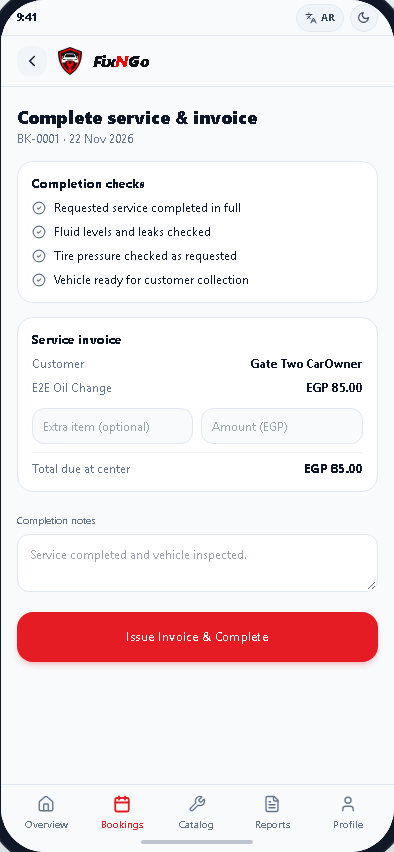 9:41
AR
FixNGo
Complete service & invoice
BK-0001 · 22 Nov 2026
Completion checks
Requested service completed in full
Fluid levels and leaks checked
Tire pressure checked as requested
Vehicle ready for customer collection
Service invoice
Customer Gate Two CarOwner
E2E Oil Change EGP 85.00
Extra item (optional) Amount (EGP)
Total due at center EGP 85.00
Completion notes
Service completed and vehicle inspected.
Issue Invoice & Complete
Overview Bookings Catalog Reports Profile